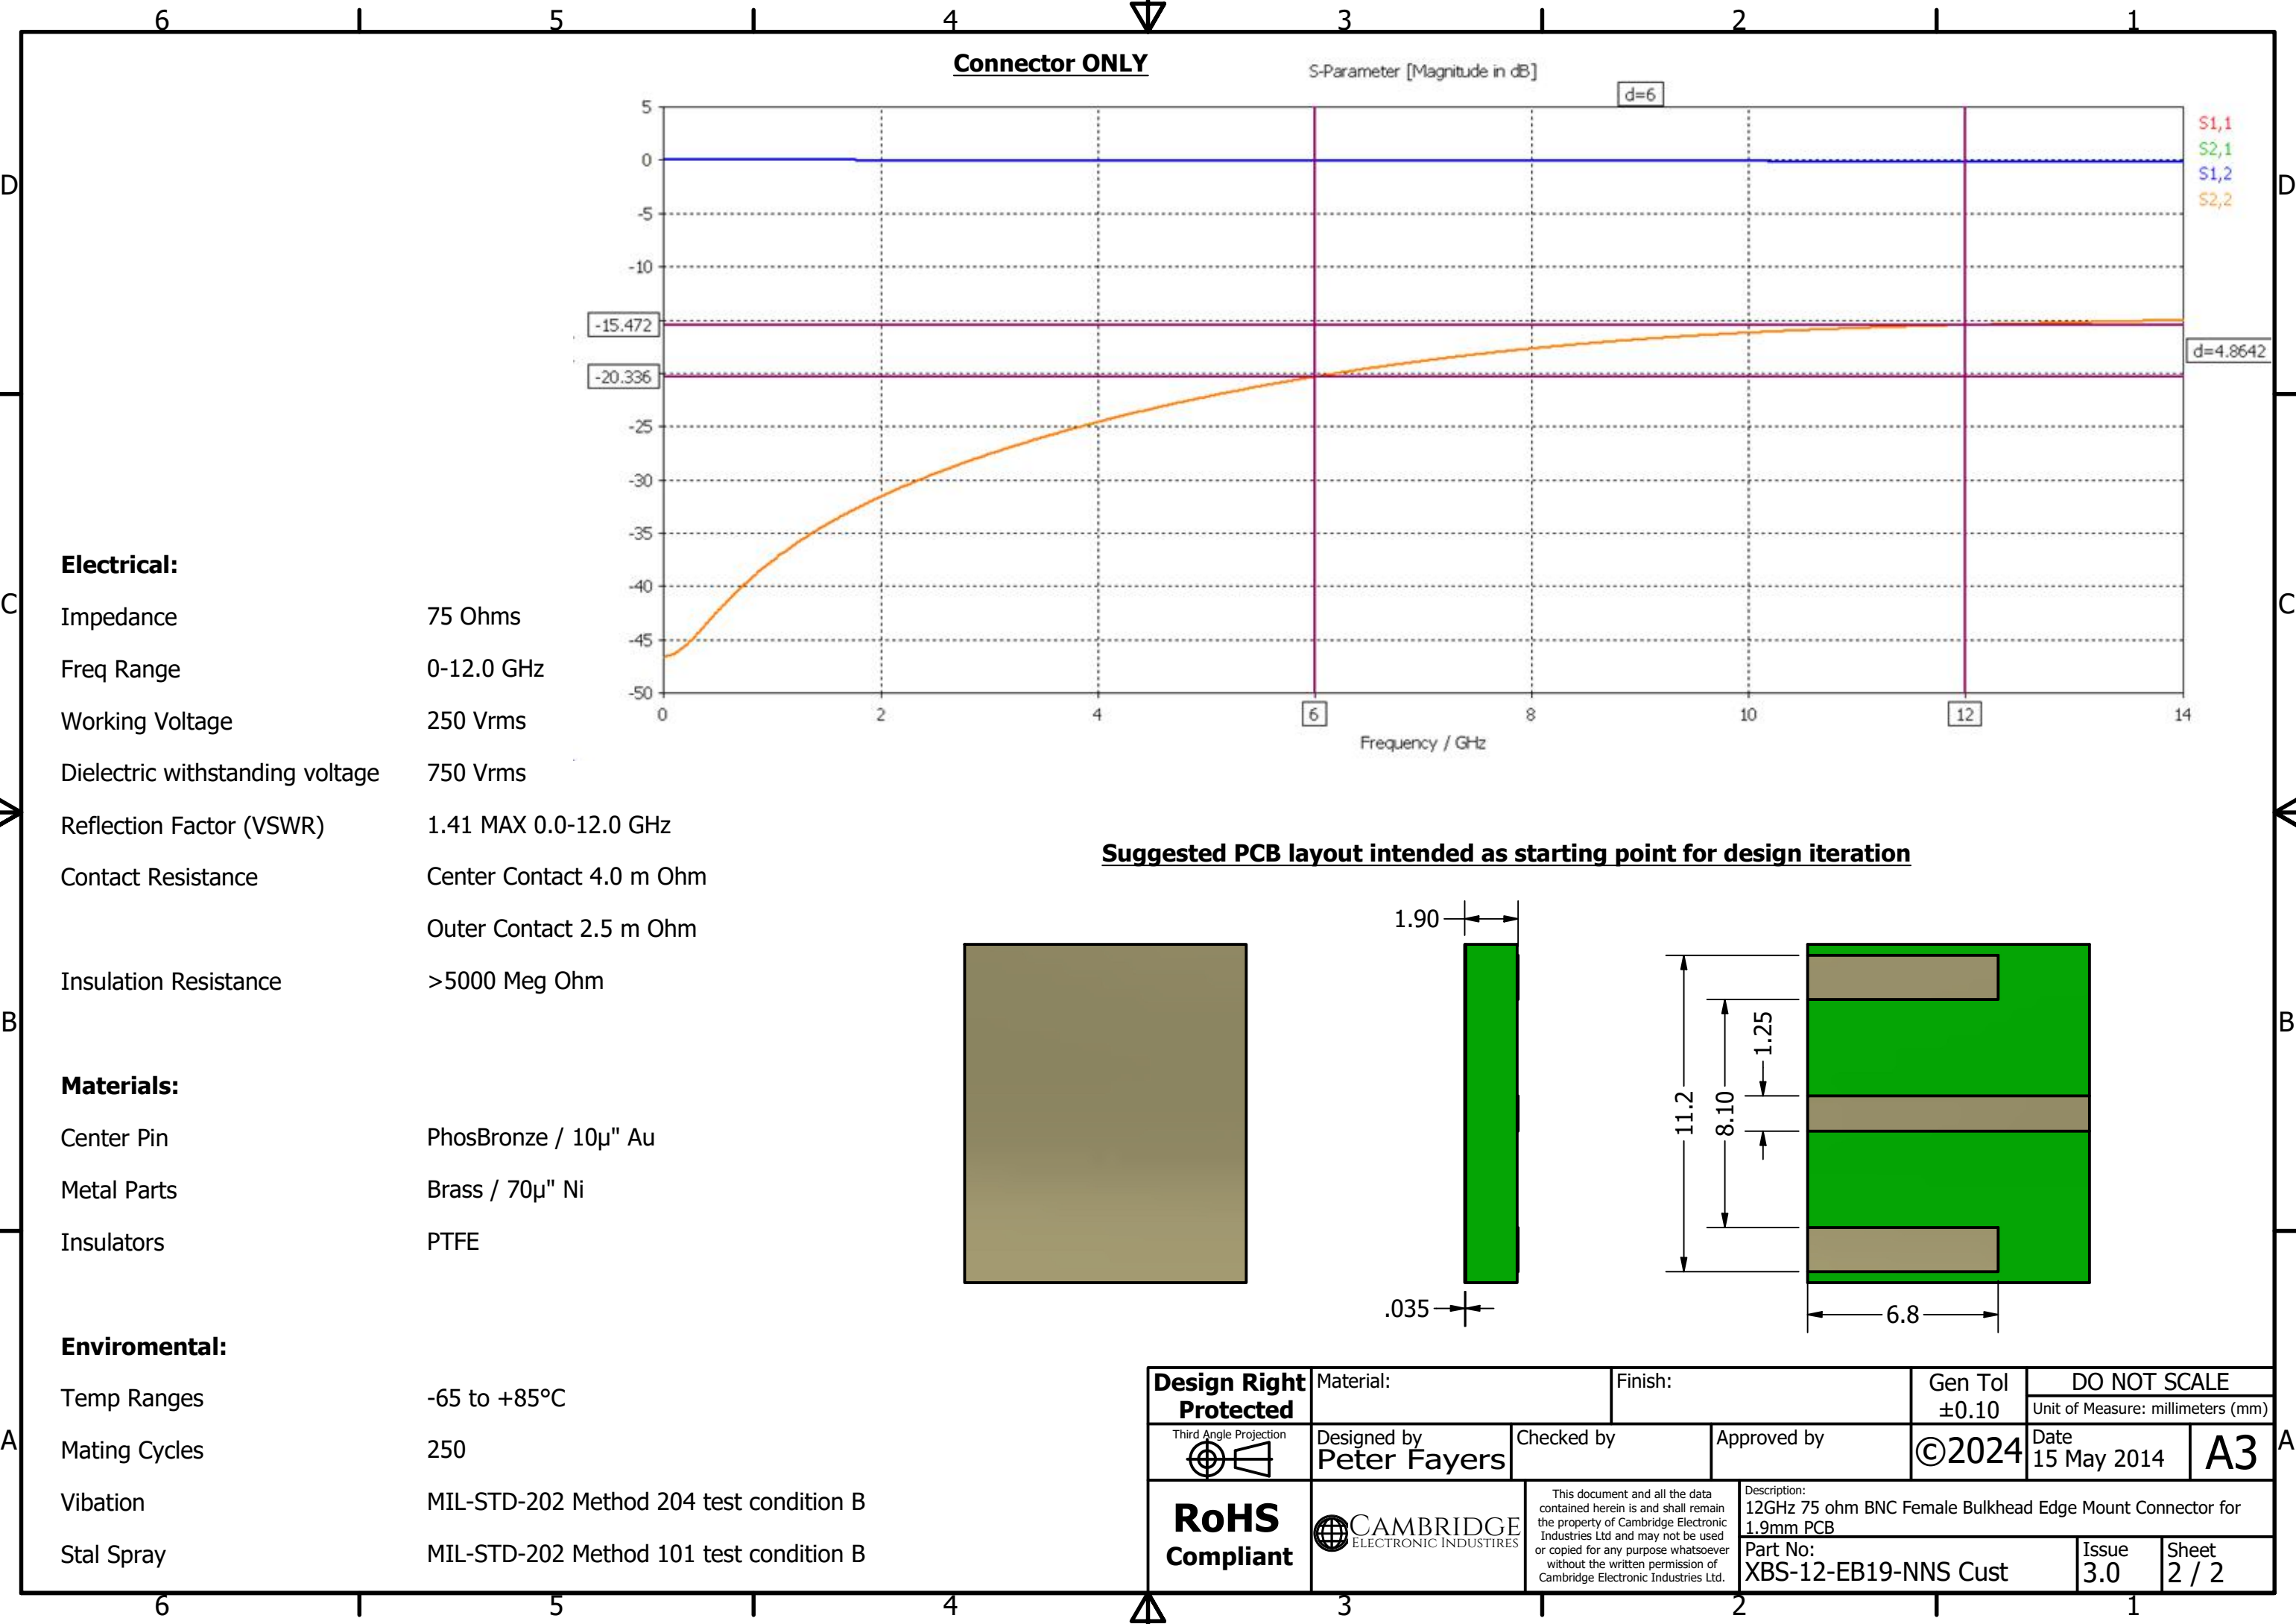 6 5 4 3 2 1
Connector ONLY
S-Parameter [Magnitude in dB]
d=6
5
0
-5
-10
-15.472
-20.336
-25
-30
-35
-40
-45
-50
S1,1
S2,1
S1,2
S2,2
d=4.8642
0 2 4 6 8 10 12 14
Frequency / GHz
D D
C C
B B
A A
Electrical:
Impedance 75 Ohms
Freq Range 0-12.0 GHz
Working Voltage 250 Vrms
Dielectric withstanding voltage 750 Vrms
Reflection Factor (VSWR) 1.41 MAX 0.0-12.0 GHz
Contact Resistance Center Contact 4.0 m Ohm
Outer Contact 2.5 m Ohm
Insulation Resistance >5000 Meg Ohm
Materials:
Center Pin PhosBronze / 10µ" Au
Metal Parts Brass / 70µ" Ni
Insulators PTFE
Enviromental:
Temp Ranges -65 to +85°C
Mating Cycles 250
Vibation MIL-STD-202 Method 204 test condition B
Stal Spray MIL-STD-202 Method 101 test condition B
Suggested PCB layout intended as starting point for design iteration
1.90
.035
11.2
8.10
1.25
6.8
Design Right
Protected
Material:
Finish:
Gen Tol
±0.10
DO NOT SCALE
Unit of Measure: millimeters (mm)
Third Angle Projection
Designed by
Peter Fayers
Checked by
Approved by
©2024
Date
15 May 2014
A3
RoHS
Compliant
CAMBRIDGE
ELECTRONIC INDUSTIRES
This document and all the data
contained herein is and shall remain
the property of Cambridge Electronic
Industries Ltd and may not be used
or copied for any purpose whatsoever
without the written permission of
Cambridge Electronic Industries Ltd.
Description:
12GHz 75 ohm BNC Female Bulkhead Edge Mount Connector for
1.9mm PCB
Part No:
XBS-12-EB19-NNS Cust
Issue
3.0
Sheet
2 / 2
6 5 4 3 2 1